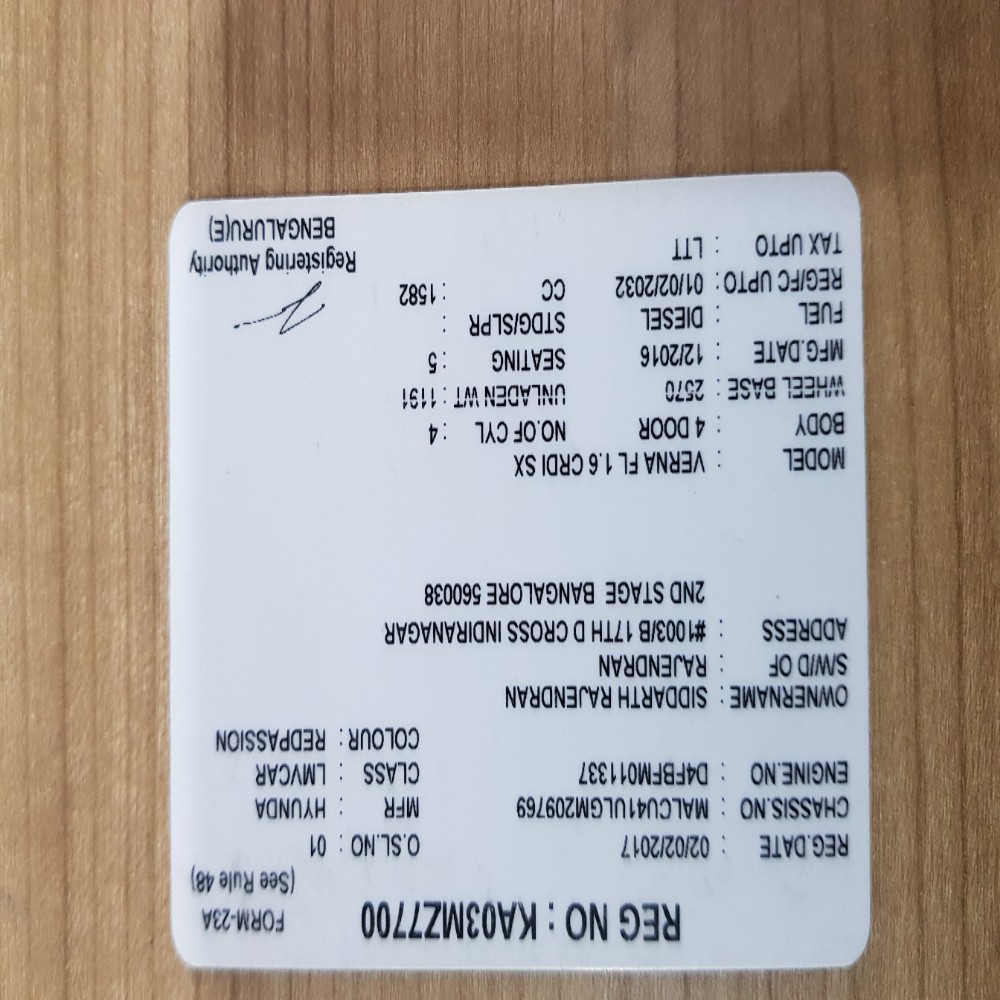 REG NO : KA03MZ7700 FORM-23A
(See Rule 48)
REG.DATE : 02/02/2017 O.SL.NO : 01
CHASSIS.NO : MALCU41ULGM209769 MFR : HYUNDA
ENGINE.NO : D4FBFM011337 CLASS : LMVCAR
COLOUR : REDPASSION
OWNERNAME : SIDDARTH RAJENDRAN
S/W/D OF : RAJENDRAN
ADDRESS : #1003/B 17TH D CROSS INDIRANAGAR
2ND STAGE BANGALORE 560038
MODEL : VERNA FL 1.6 CRDI SX
BODY : 4 DOOR NO.OF CYL : 4
WHEEL BASE : 2570 UNLADEN WT : 1191
MFG.DATE : 12/2016 SEATING : 5
FUEL : DIESEL STDG/SLPR :
REG/FC UPTO : 01/02/2032 CC : 1582
TAX UPTO : LTT
Registering Authority
BENGALURU(E)